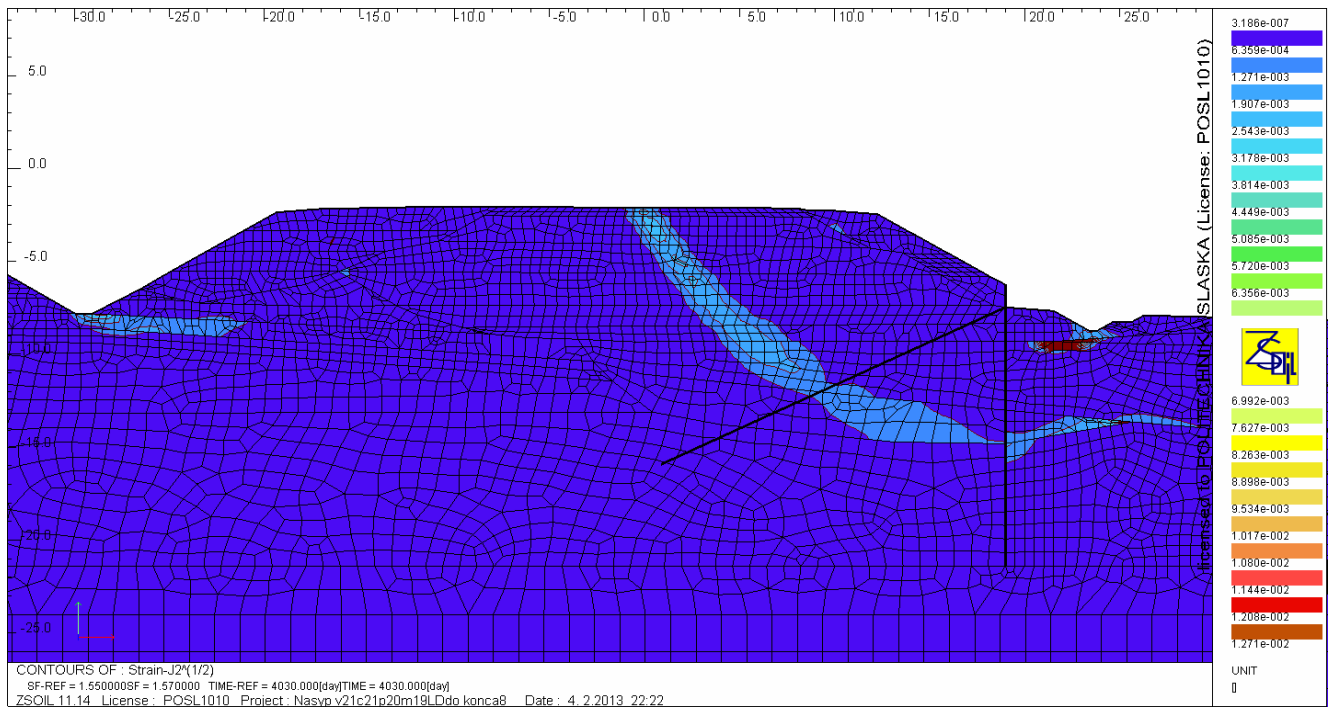 -30.0 -25.0 -20.0 -15.0 -10.0 -5.0 0.0 5.0 10.0 15.0 20.0 25.0
5.0
0.0
-5.0
-10.0
-15.0
-20.0
-25.0
licensed to POLITECHNIKA SLASKA (License: POSL1010)
3.186e-007
6.359e-004
1.271e-003
1.907e-003
2.543e-003
3.178e-003
3.814e-003
4.449e-003
5.085e-003
5.720e-003
6.356e-003
ZSoil
6.992e-003
7.627e-003
8.263e-003
8.898e-003
9.534e-003
1.017e-002
1.080e-002
1.144e-002
1.208e-002
1.271e-002
UNIT
[]
CONTOURS OF : Strain-J2^(1/2)
SF-REF = 1.550000SF = 1.570000 TIME-REF = 4030.000[day]TIME = 4030.000[day]
ZSOIL 11.14 License : POSL1010 Project : Nasyp v21c21p20m19LDdo konca8 Date : 4. 2.2013 22:22